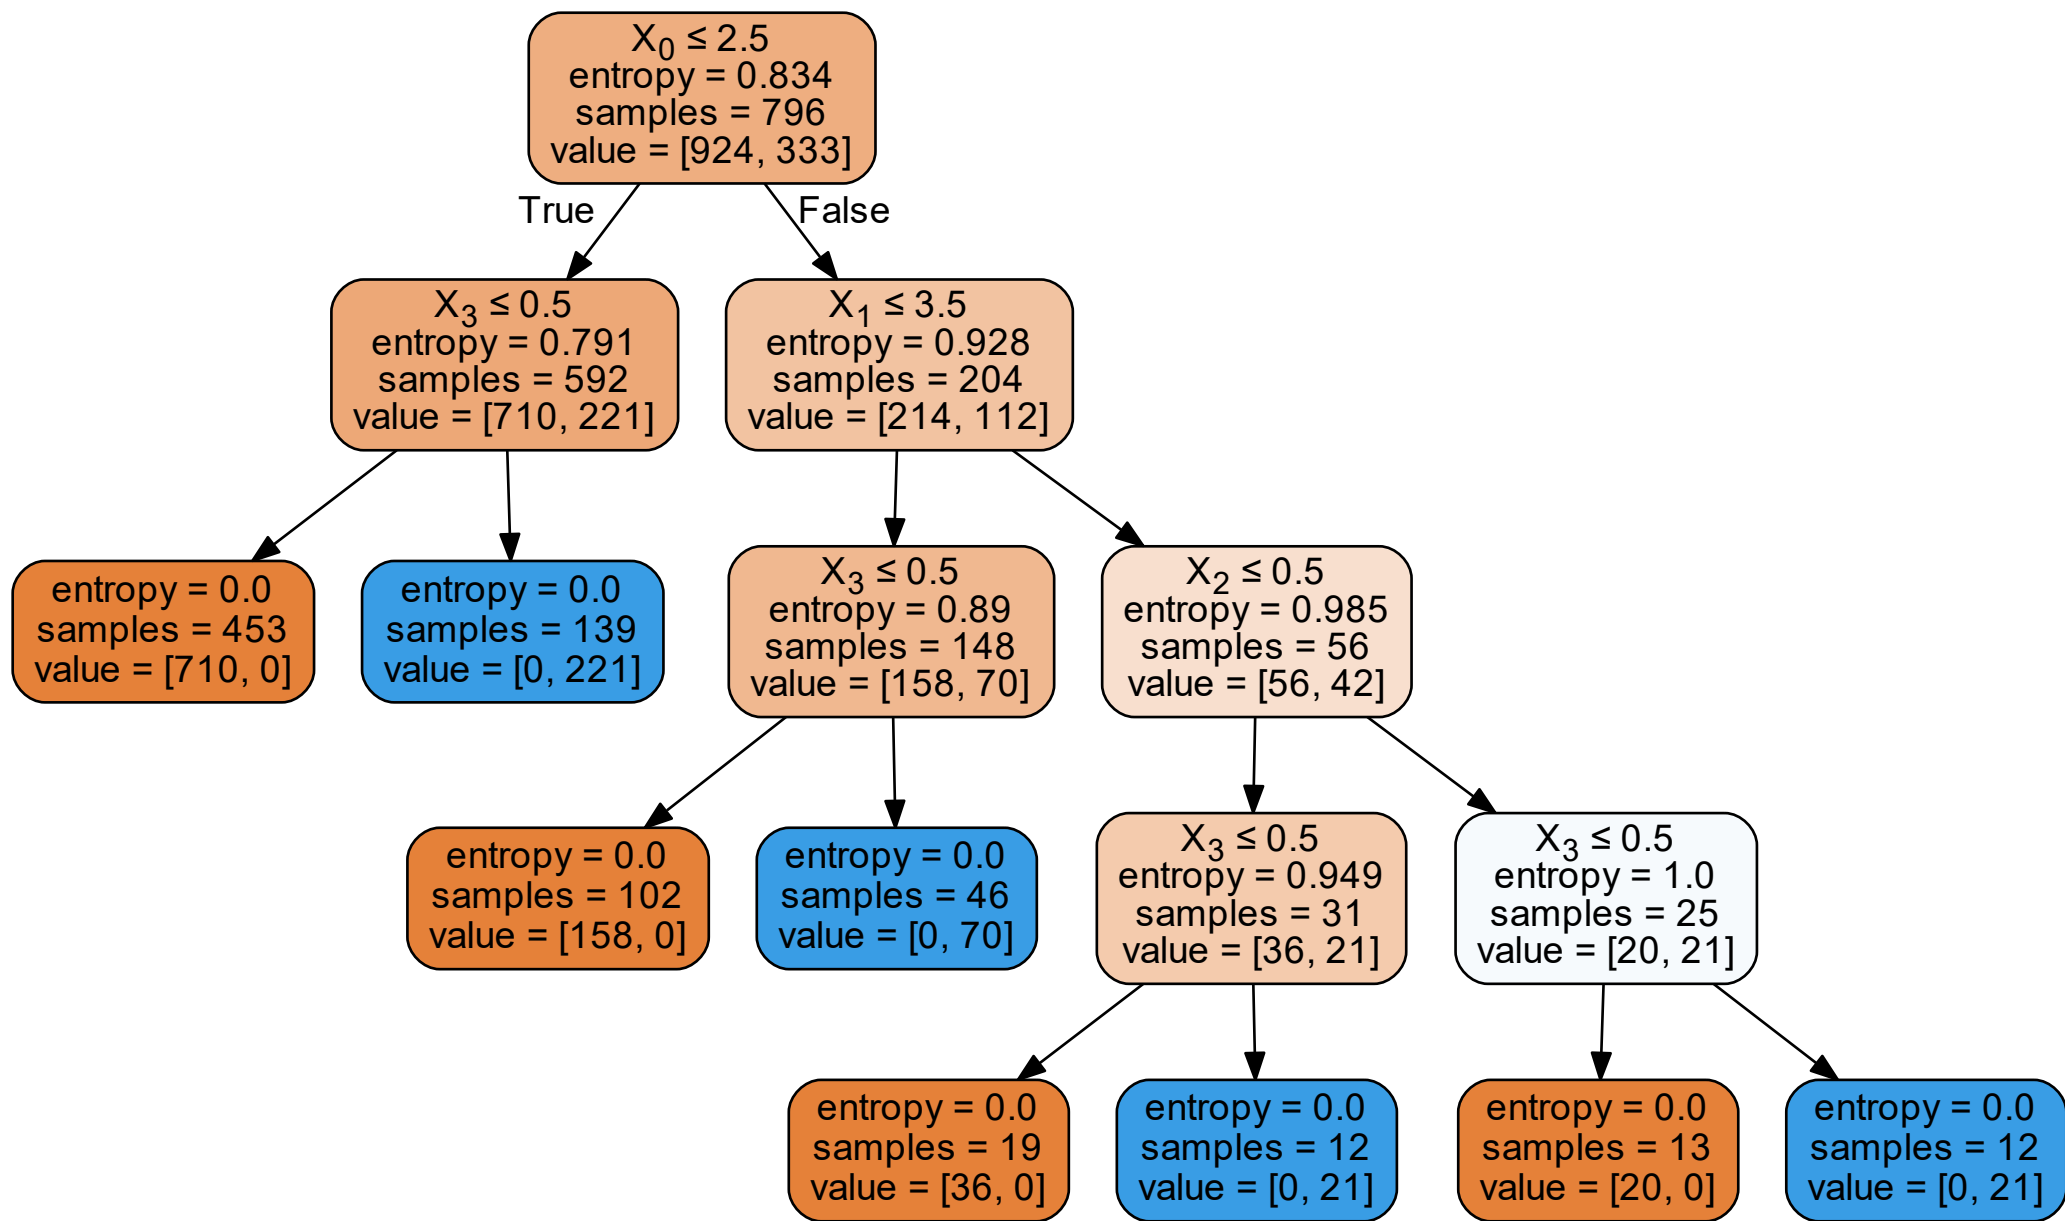 X₀ ≤ 2.5
entropy = 0.834
samples = 796
value = [924, 333]
True
False
X₃ ≤ 0.5
entropy = 0.791
samples = 592
value = [710, 221]
X₁ ≤ 3.5
entropy = 0.928
samples = 204
value = [214, 112]
entropy = 0.0
samples = 453
value = [710, 0]
entropy = 0.0
samples = 139
value = [0, 221]
X₃ ≤ 0.5
entropy = 0.89
samples = 148
value = [158, 70]
X₂ ≤ 0.5
entropy = 0.985
samples = 56
value = [56, 42]
entropy = 0.0
samples = 102
value = [158, 0]
entropy = 0.0
samples = 46
value = [0, 70]
X₃ ≤ 0.5
entropy = 0.949
samples = 31
value = [36, 21]
X₃ ≤ 0.5
entropy = 1.0
samples = 25
value = [20, 21]
entropy = 0.0
samples = 19
value = [36, 0]
entropy = 0.0
samples = 12
value = [0, 21]
entropy = 0.0
samples = 13
value = [20, 0]
entropy = 0.0
samples = 12
value = [0, 21]